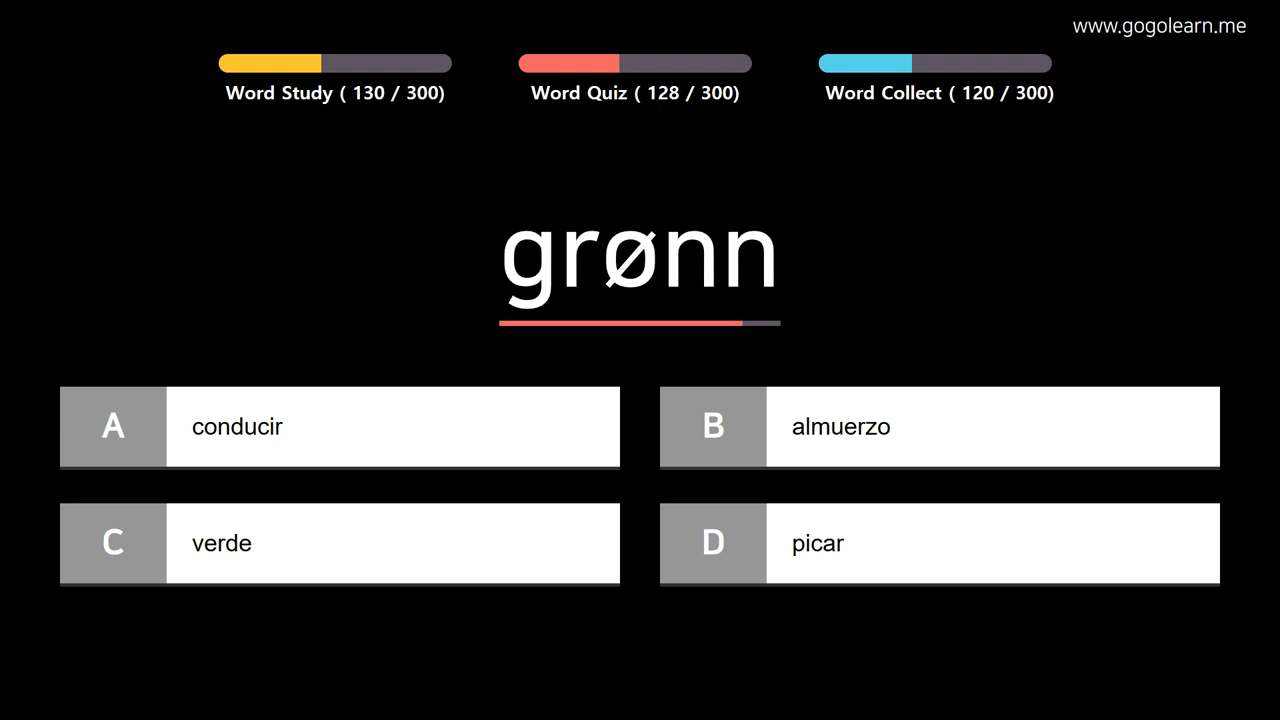 www.gogolearn.me
Word Study ( 130 / 300)
Word Quiz ( 128 / 300)
Word Collect ( 120 / 300)
grønn
A conducir
B almuerzo
C verde
D picar